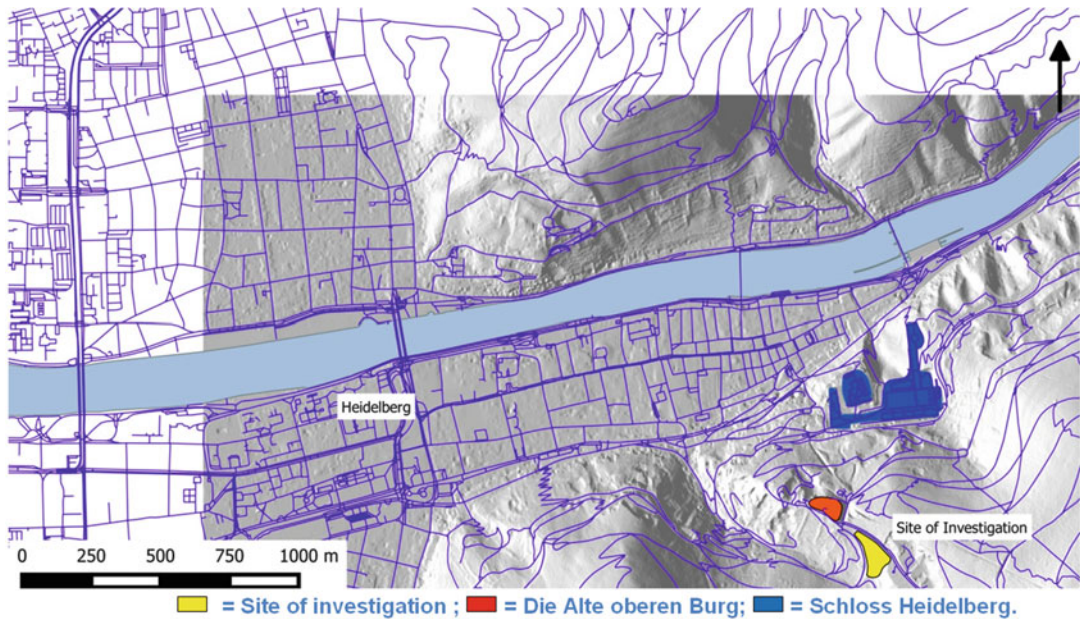 Heidelberg
Site of Investigation
0 250 500 750 1000 m
= Site of investigation ; = Die Alte oberen Burg; = Schloss Heidelberg.